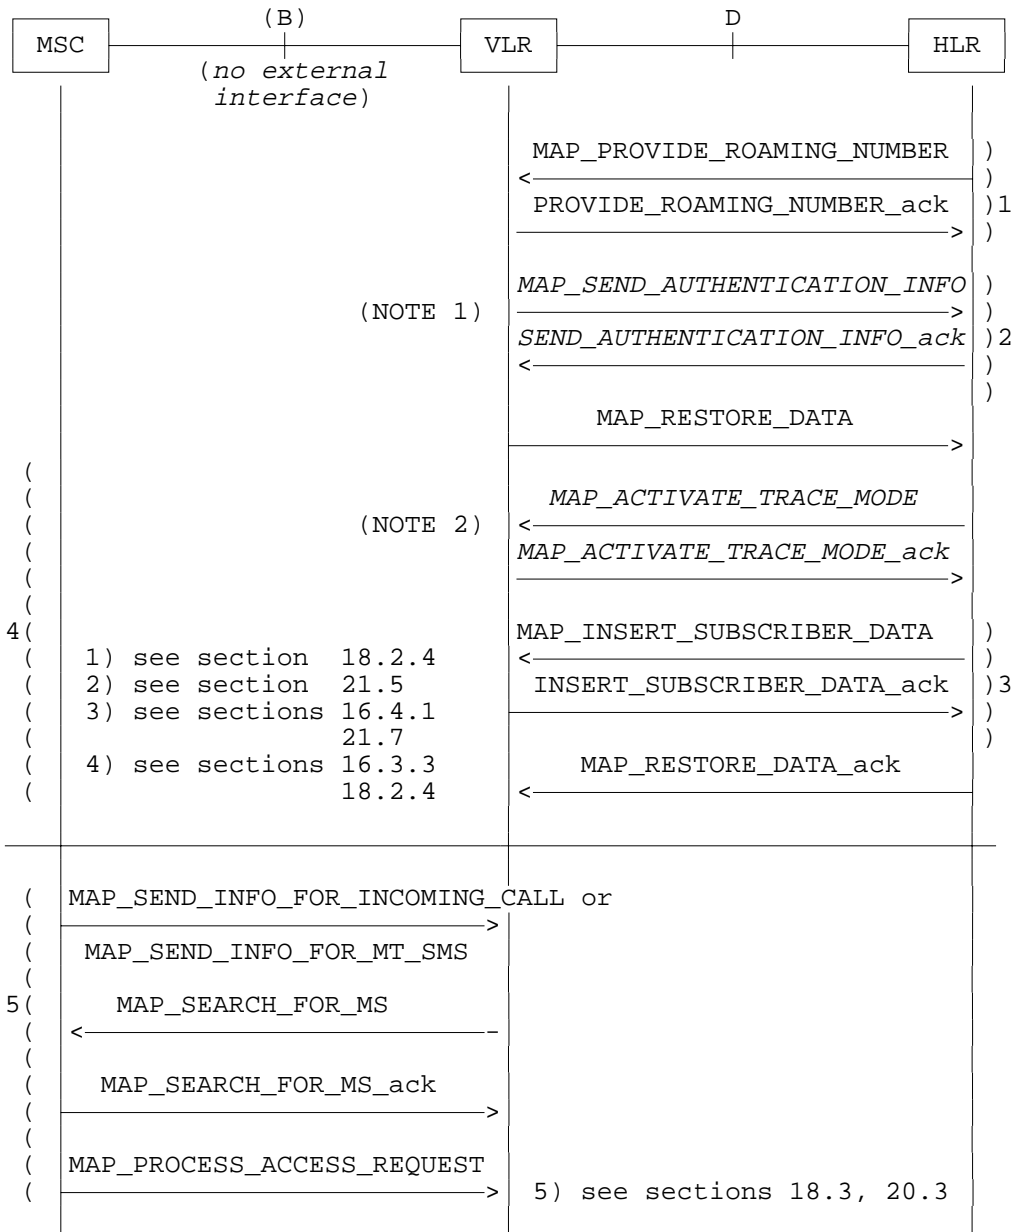 (B) D
MSC VLR HLR
(no external
interface)
MAP_PROVIDE_ROAMING_NUMBER )
< )
PROVIDE_ROAMING_NUMBER_ack )1
> )
MAP_SEND_AUTHENTICATION_INFO )
(NOTE 1) > )
SEND_AUTHENTICATION_INFO_ack )2
< )
)
MAP_RESTORE_DATA
>
(
( MAP_ACTIVATE_TRACE_MODE
( (NOTE 2) <
( MAP_ACTIVATE_TRACE_MODE_ack
( >
(
4( MAP_INSERT_SUBSCRIBER_DATA )
( 1) see section 18.2.4 < )
( 2) see section 21.5 INSERT_SUBSCRIBER_DATA_ack )3
( 3) see sections 16.4.1 > )
( 21.7 )
( 4) see sections 16.3.3 MAP_RESTORE_DATA_ack
( 18.2.4 <
( MAP_SEND_INFO_FOR_INCOMING_CALL or
( >
( MAP_SEND_INFO_FOR_MT_SMS
(
5( MAP_SEARCH_FOR_MS
( < -
(
( MAP_SEARCH_FOR_MS_ack
( >
(
( MAP_PROCESS_ACCESS_REQUEST
( > 5) see sections 18.3, 20.3